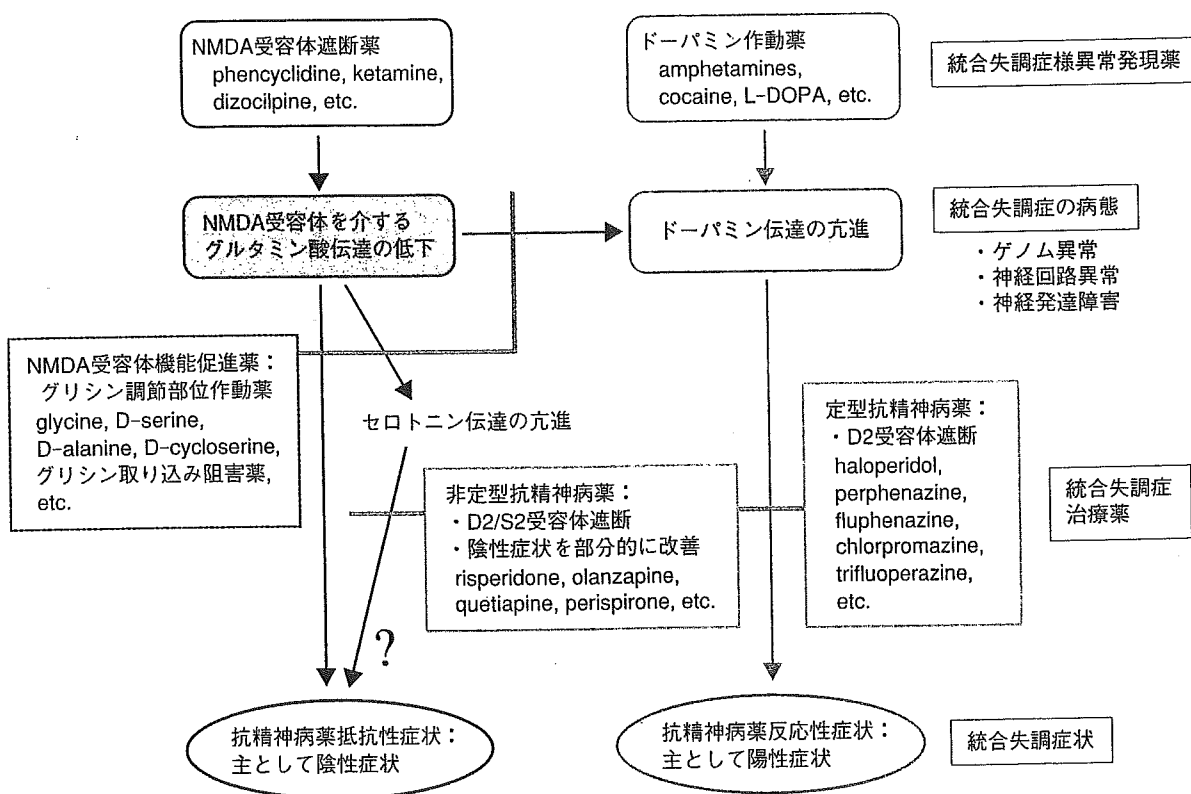 NMDA受容体遮断薬
phencyclidine, ketamine,
dizocilpine, etc.
ドーパミン作動薬
amphetamines,
cocaine, L-DOPA, etc.
統合失調症様異常発現薬
NMDA受容体を介する
グルタミン酸伝達の低下
ドーパミン伝達の亢進
統合失調症の病態
・ゲノム異常
・神経回路異常
・神経発達障害
NMDA受容体機能促進薬：
グリシン調節部位作動薬
glycine, D-serine,
D-alanine, D-cycloserine,
グリシン取り込み阻害薬,
etc.
セロトニン伝達の亢進
非定型抗精神病薬：
・D2/S2受容体遮断
・陰性症状を部分的に改善
risperidone, olanzapine,
quetiapine, perispirone, etc.
定型抗精神病薬：
・D2受容体遮断
haloperidol,
perphenazine,
fluphenazine,
chlorpromazine,
trifluoperazine,
etc.
統合失調症
治療薬
?
抗精神病薬抵抗性症状：
主として陰性症状
抗精神病薬反応性症状：
主として陽性症状
統合失調症状